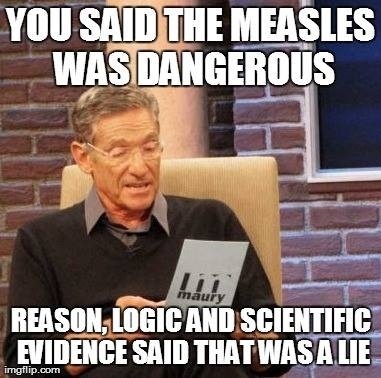 YOU SAID THE MEASLES
WAS DANGEROUS
maury
REASON, LOGIC AND SCIENTIFIC
EVIDENCE SAID THAT WAS A LIE
imgflip.com